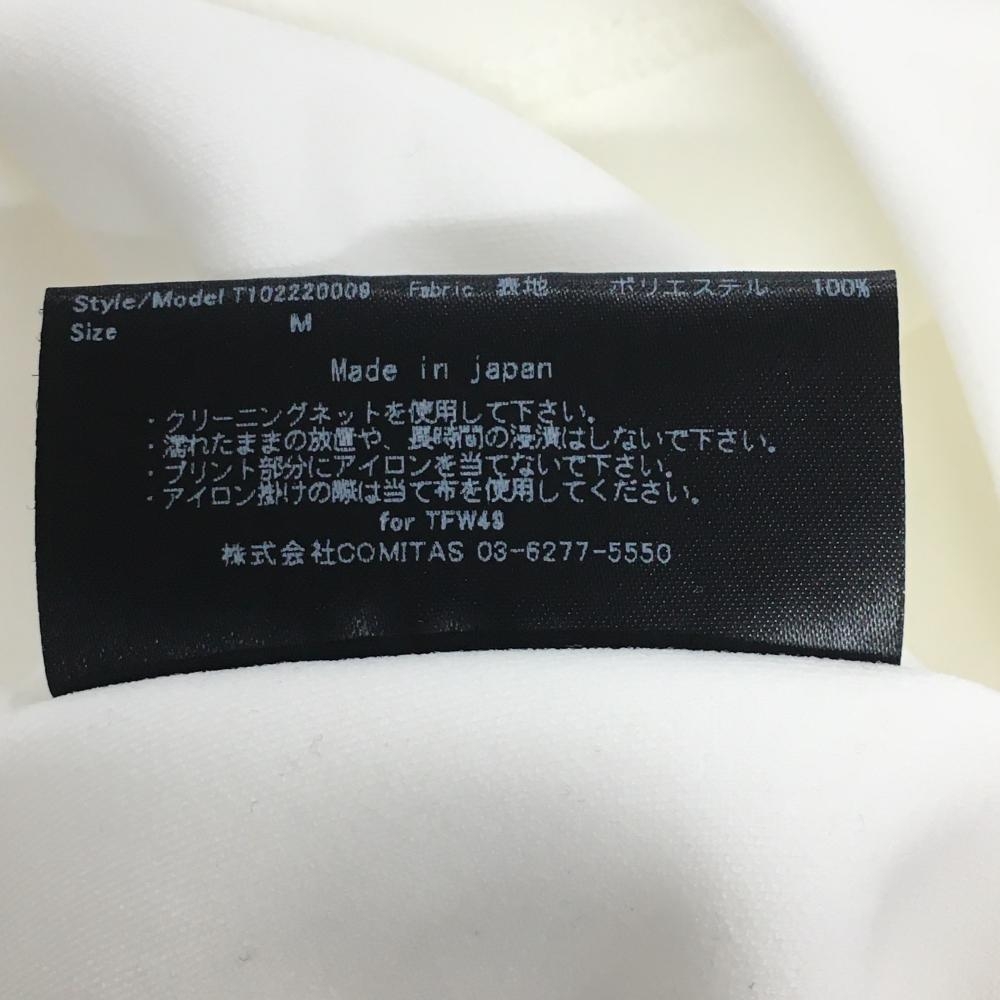 Style/Model T102220009 Fabric 表地 ポリエステル 100%
Size M
Made in japan
・クリーニングネットを使用して下さい。
・濡れたままの放置や、長時間の浸漬はしないで下さい。
・プリント部分にアイロンを当てないで下さい。
・アイロン掛けの際は当て布を使用してください。
for TFW49
株式会社COMITAS 03-6277-5550